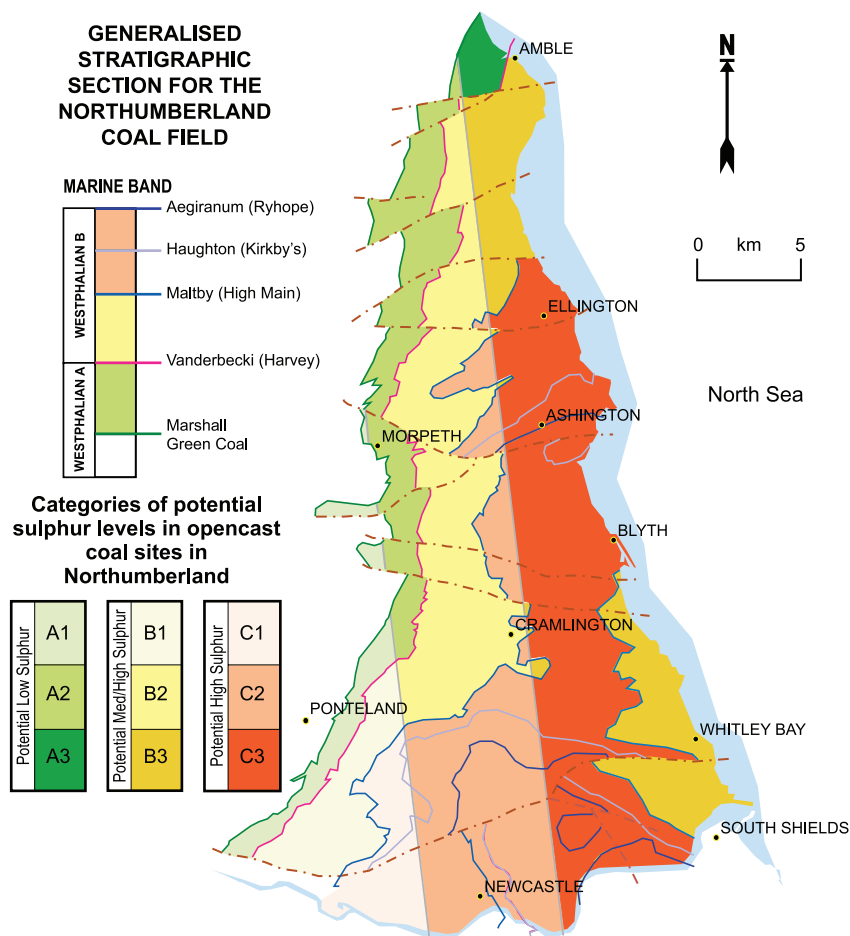 GENERALISED
STRATIGRAPHIC
SECTION FOR THE
NORTHUMBERLAND
COAL FIELD
MARINE BAND
WESTPHALIAN B
WESTPHALIAN A
Aegiranum (Ryhope)
Haughton (Kirkby's)
Maltby (High Main)
Vanderbecki (Harvey)
Marshall
Green Coal
Categories of potential
sulphur levels in opencast
coal sites in
Northumberland
Potential Low Sulphur
A1
A2
A3
Potential Med/High Sulphur
B1
B2
B3
Potential High Sulphur
C1
C2
C3
N
0 km 5
North Sea
AMBLE
ELLINGTON
ASHINGTON
MORPETH
BLYTH
CRAMLINGTON
PONTELAND
WHITLEY BAY
SOUTH SHIELDS
NEWCASTLE